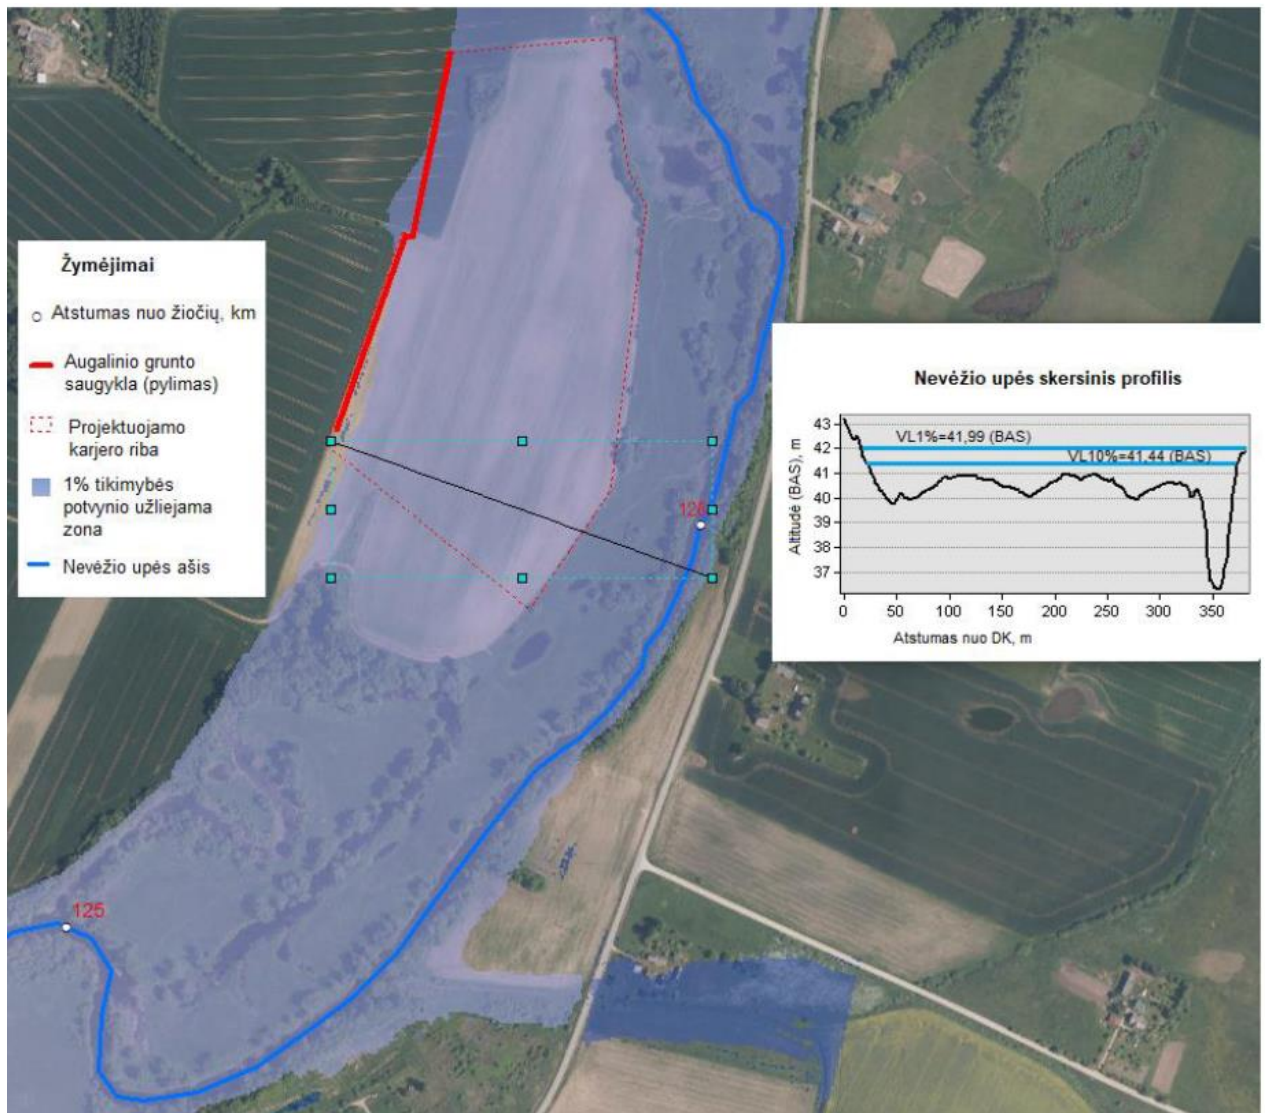 Žymėjimai
Atstumas nuo žiočių, km
Augalinio grunto
saugykla (pylimas)
Projektuojamo
karjero riba
1% tikimybės
potvynio užliejama
zona
Nevėžio upės ašis
126
125
Nevėžio upės skersinis profilis
Altitudė (BAS), m
43
42
41
40
39
38
37
VL1%=41,99 (BAS)
VL10%=41,44 (BAS)
0 50 100 150 200 250 300 350
Atstumas nuo DK, m